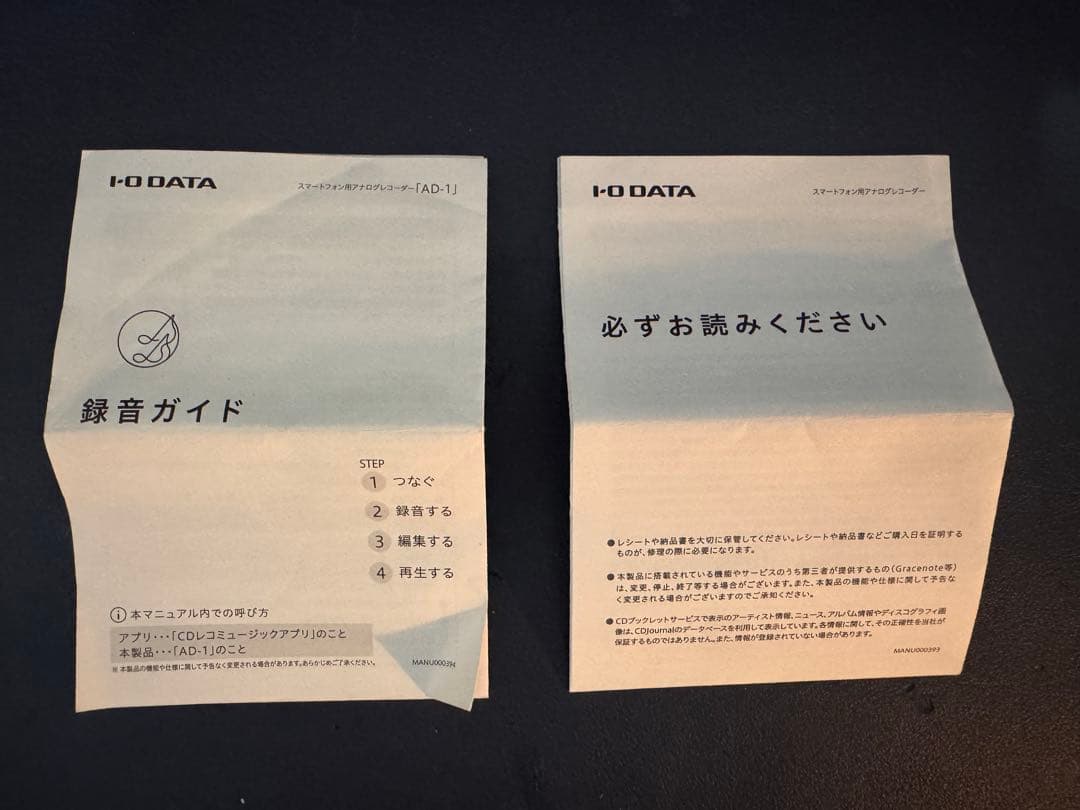 I-O DATA
スマートフォン用アナログレコーダー「AD-1」
録音ガイド
STEP
1 つなぐ
2 録音する
3 編集する
4 再生する
i 本マニュアル内での呼び方
アプリ・・・「CDレコミュージックアプリ」のこと
本製品・・・「AD-1」のこと
※ 本製品の機能や仕様に関して予告なく変更される場合があります。あらかじめご了承ください。
MANU000394
I-O DATA
スマートフォン用アナログレコーダー
必ずお読みください
●レシートや納品書を大切に保管してください。レシートや納品書などご購入日を証明する
ものが、修理の際に必要になります。
●本製品に搭載されている機能やサービスのうち第三者が提供するもの（Gracenote等）
は、変更、停止、終了等する場合がございます。また、本製品の機能や仕様に関して予告な
く変更される場合がございますのでご承知ください。
●CDブックレットサービスで表示のアーティスト情報、ニュース、アルバム情報やディスコグラフィ画
像は、CDJournalのデータベースを利用して表示しています。各情報に関して、その正確性を当社が
保証するものではありません。また、情報が登録されていない場合があります。
MANU000393